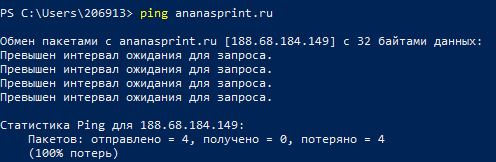 PS C:\Users\206913> ping ananasprint.ru
Обмен пакетами с ananasprint.ru [188.68.184.149] с 32 байтами данных:
Превышен интервал ожидания для запроса.
Превышен интервал ожидания для запроса.
Превышен интервал ожидания для запроса.
Превышен интервал ожидания для запроса.
Статистика Ping для 188.68.184.149:
Пакетов: отправлено = 4, получено = 0, потеряно = 4
(100% потерь)